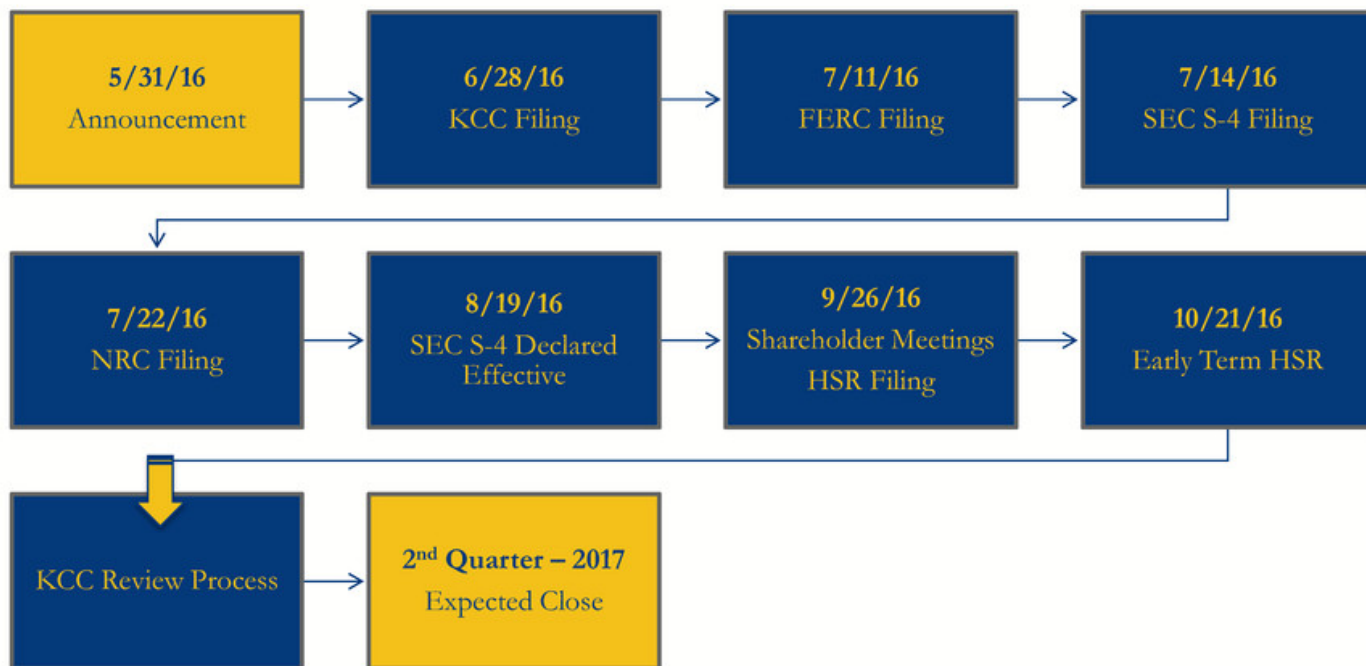 5/31/16
Announcement
6/28/16
KCC Filing
7/11/16
FERC Filing
7/14/16
SEC S-4 Filing
7/22/16
NRC Filing
8/19/16
SEC S-4 Declared
Effective
9/26/16
Shareholder Meetings
HSR Filing
10/21/16
Early Term HSR
KCC Review Process
2nd Quarter – 2017
Expected Close